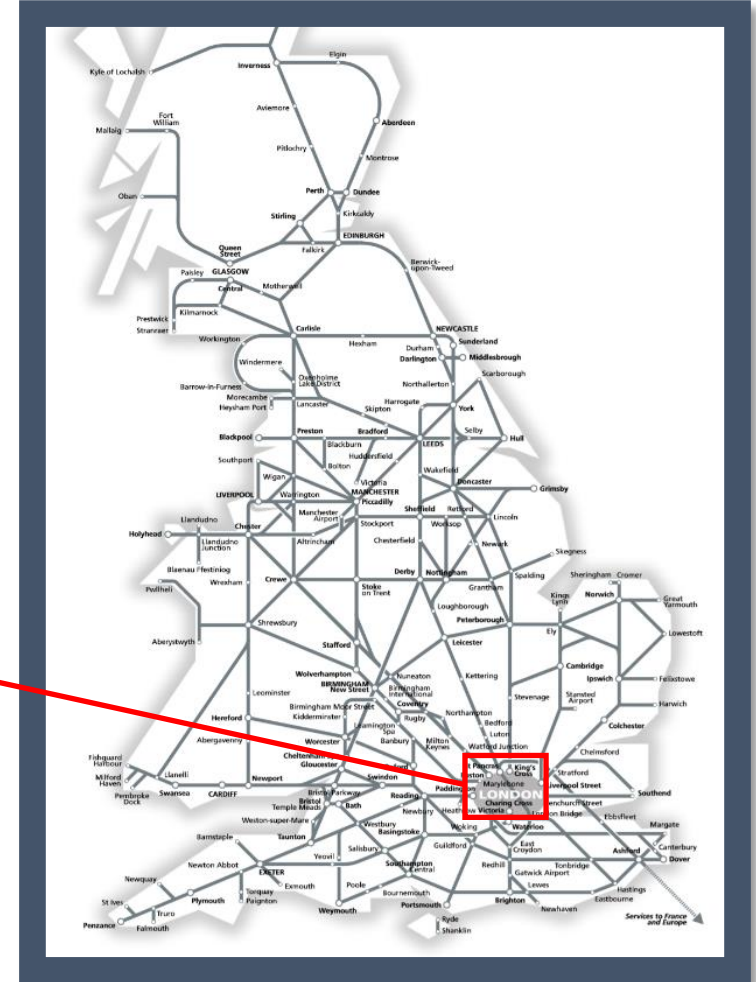 Elgin
Inverness
Kyle of Lochalsh
Aviemore
Fort
William
Mallaig
Aberdeen
Pitlochry
Montrose
Perth
Dundee
Oban
Stirling
Kirkcaldy
EDINBURGH
Queen
Street
Falkirk
Berwick-
upon-Tweed
Paisley
GLASGOW
Central
Motherwell
Prestwick
Kilmarnock
Stranraer
Carlisle
NEWCASTLE
Workington
Hexham
Sunderland
Durham
Darlington
Middlesbrough
Windermere
Oxenholme
Lake District
Scarborough
Barrow-in-Furness
Northallerton
Morecambe
Heysham Port
Lancaster
Harrogate
Skipton
York
Blackpool
Preston
Bradford
Selby
Hull
Blackburn
LEEDS
Southport
Bolton
Huddersfield
Wakefield
Wigan
Victoria
LIVERPOOL
Warrington
MANCHESTER
Piccadilly
Doncaster
Grimsby
Manchester
Airport
Sheffield
Retford
Llandudno
Stockport
Worksop
Lincoln
Holyhead
Chester
Llandudno
Junction
Altrincham
Chesterfield
Newark
Skegness
Blaenau Ffestiniog
Pwllheli
Wrexham
Crewe
Stoke
on Trent
Derby
Nottingham
Grantham
Spalding
Sheringham
Cromer
Kings
Lynn
Norwich
Great
Yarmouth
Loughborough
Shrewsbury
Peterborough
Ely
Lowestoft
Aberystwyth
Stafford
Leicester
Wolverhampton
Nuneaton
Kettering
Cambridge
BIRMINGHAM
New Street
Birmingham
International
Ipswich
Felixstowe
Leominster
Birmingham Moor Street
Coventry
Stevenage
Stansted
Airport
Harwich
Hereford
Kidderminster
Rugby
Northampton
Leamington
Spa
Bedford
Colchester
Abergavenny
Worcester
Banbury
Milton
Keynes
Luton
Fishguard
Harbour
Cheltenham Spa
Gloucester
Watford Junction
Chelmsford
Milford
Haven
Llanelli
Oxford
St Pancras
King's
Cross
Euston
Marylebone
Stratford
Pembroke
Dock
Swansea
CARDIFF
Newport
Bristol Parkway
Swindon
Paddington
Liverpool Street
LONDON
Southend
Bristol
Temple Meads
Bath
Reading
Charing Cross
Fenchurch Street
Newbury
Heathrow
Victoria
London Bridge
Ebbsfleet
Weston-super-Mare
Westbury
Waterloo
Margate
Barnstaple
Taunton
Basingstoke
Woking
Salisbury
Guildford
East
Croydon
Canterbury
Ashford
Dover
Yeovil
Newton Abbot
EXETER
Southampton
Central
Redhill
Tonbridge
Gatwick Airport
Newquay
Exmouth
Poole
Lewes
Hastings
St Ives
Plymouth
Torquay
Paignton
Bournemouth
Weymouth
Portsmouth
Brighton
Newhaven
Eastbourne
Truro
Penzance
Falmouth
Ryde
Shanklin
Services to France
and Europe